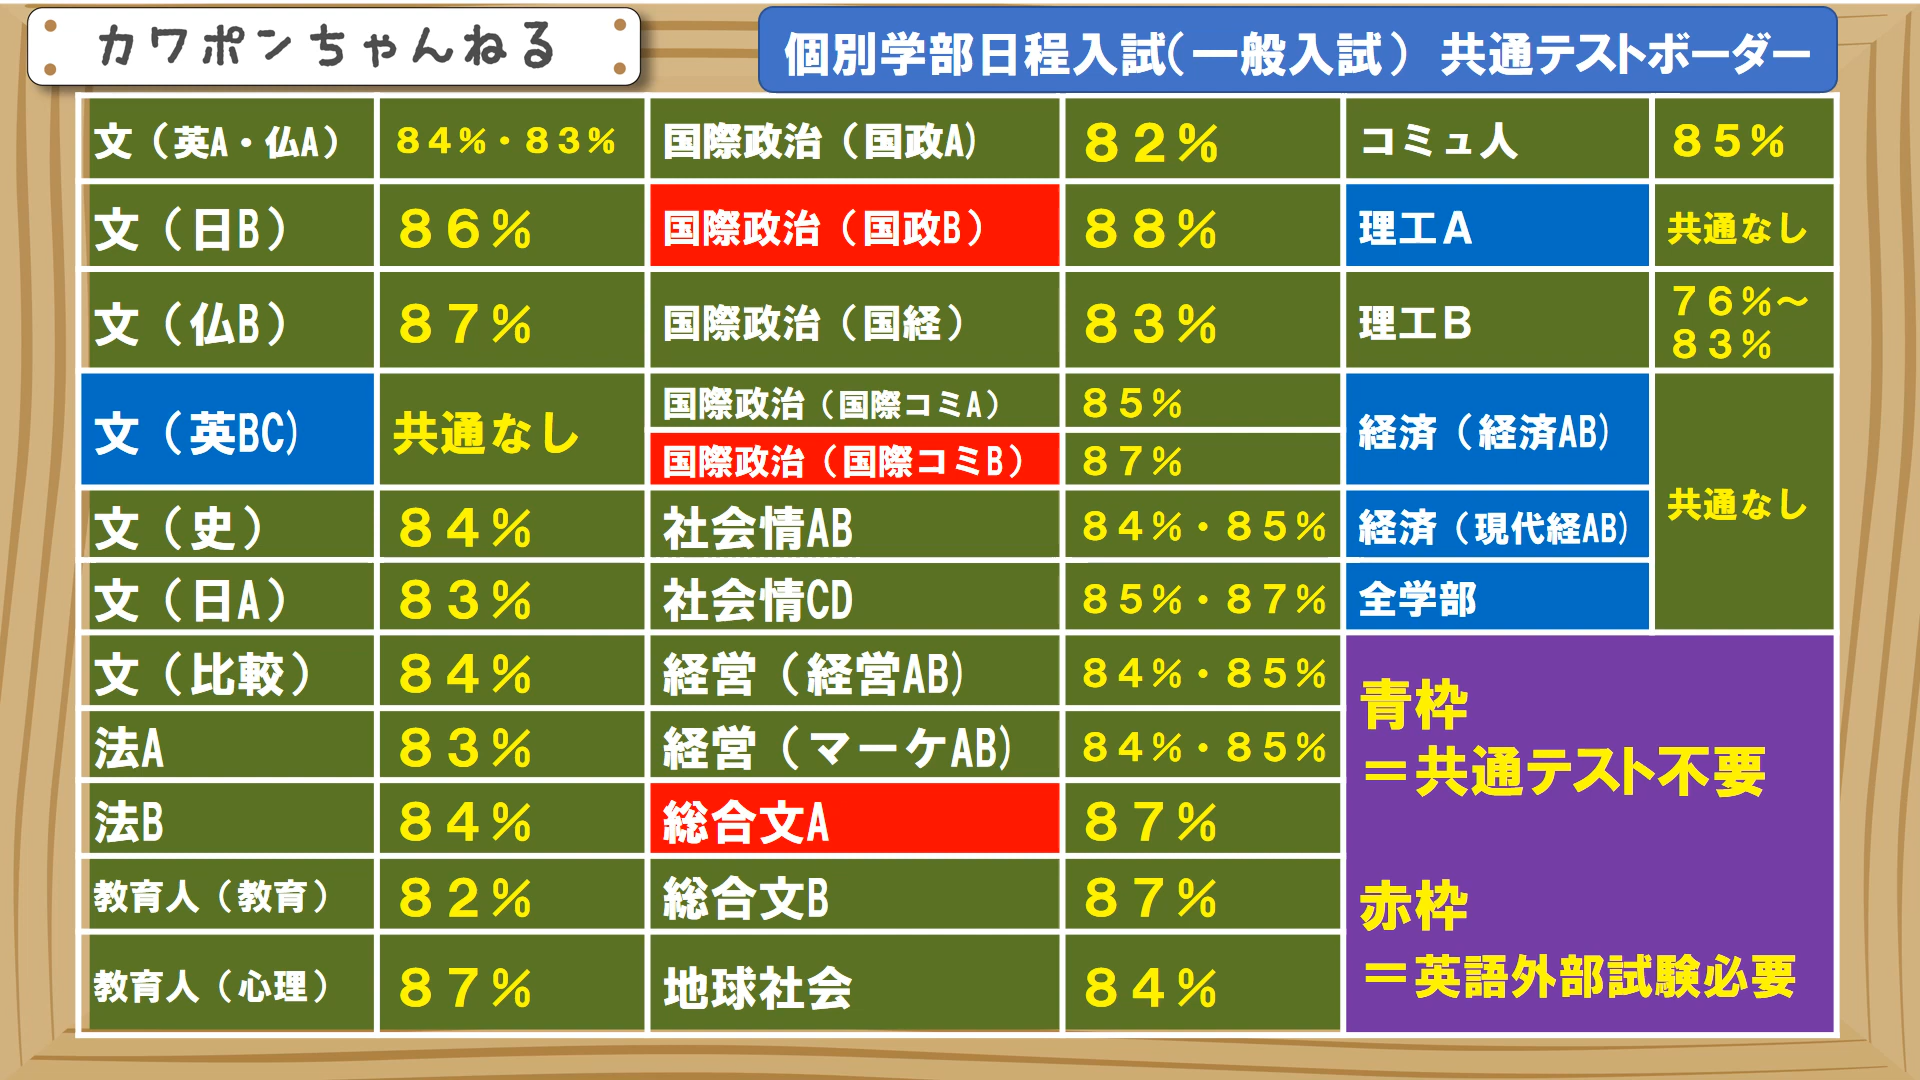 カワポンちゃんねる
個別学部日程入試(一般入試） 共通テストボーダー
文（英A・仏A） ８４％・８３％ 国際政治（国政A) ８２％ コミュ人 ８５％
文（日B） ８６％ 国際政治（国政B） ８８％ 理工Ａ 共通なし
文（仏B） ８７％ 国際政治（国経） ８３％ 理工Ｂ ７６％～
８３％
文（英BC) 共通なし 国際政治（国際コミA） ８５％ 経済（経済AB) 共通なし
国際政治（国際コミB） ８７％
文（史） ８４％ 社会情AB ８４％・８５％ 経済（現代経AB)
文（日A） ８３％ 社会情CD ８５％・８７％ 全学部
文（比較） ８４％ 経営（経営AB) ８４％・８５％
法A ８３％ 経営（マーケAB) ８４％・８５％
法B ８４％ 総合文A ８７％
教育人（教育） ８２％ 総合文B ８７％
教育人（心理） ８７％ 地球社会 ８４％
青枠
＝共通テスト不要
赤枠
＝英語外部試験必要